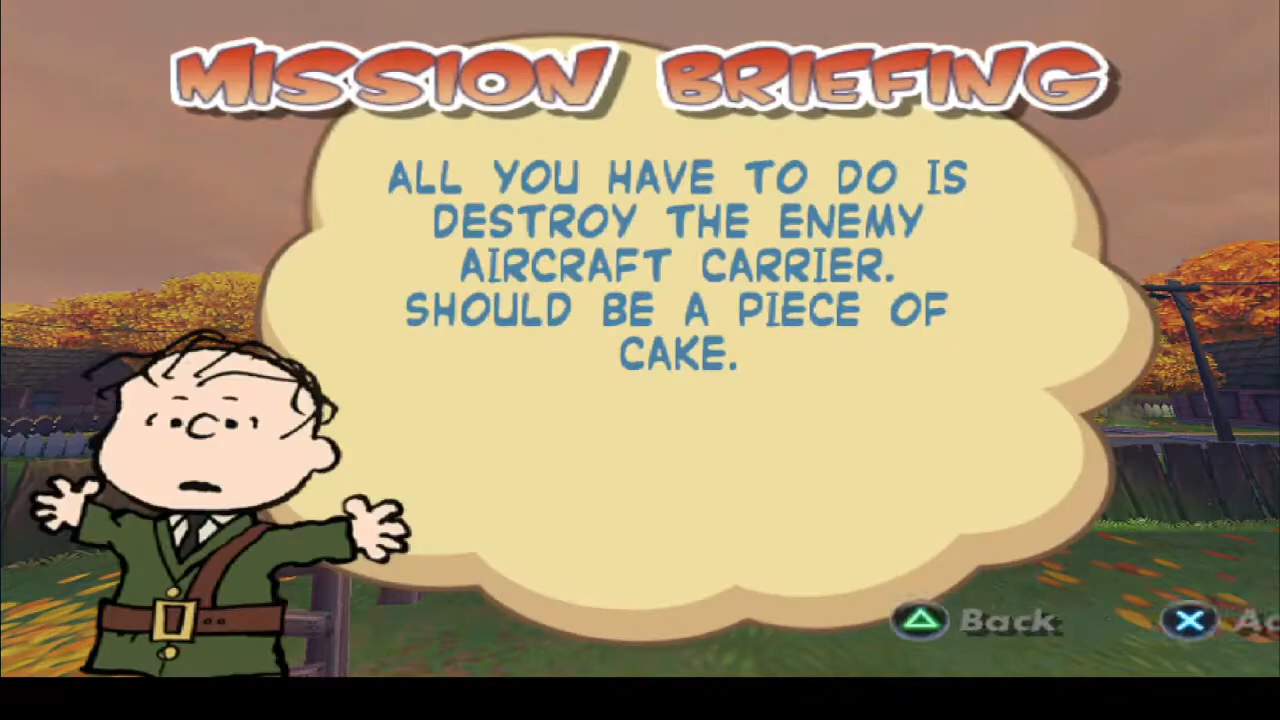 MISSION BRIEFING
ALL YOU HAVE TO DO IS
DESTROY THE ENEMY
AIRCRAFT CARRIER.
SHOULD BE A PIECE OF
CAKE.
Back